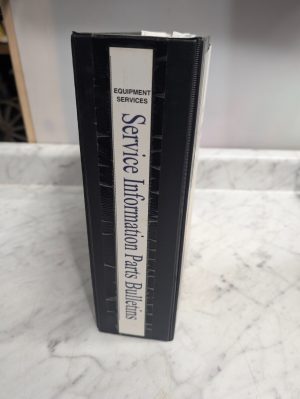 EQUIPMENT
SERVICES
Service Information Parts Bulletins